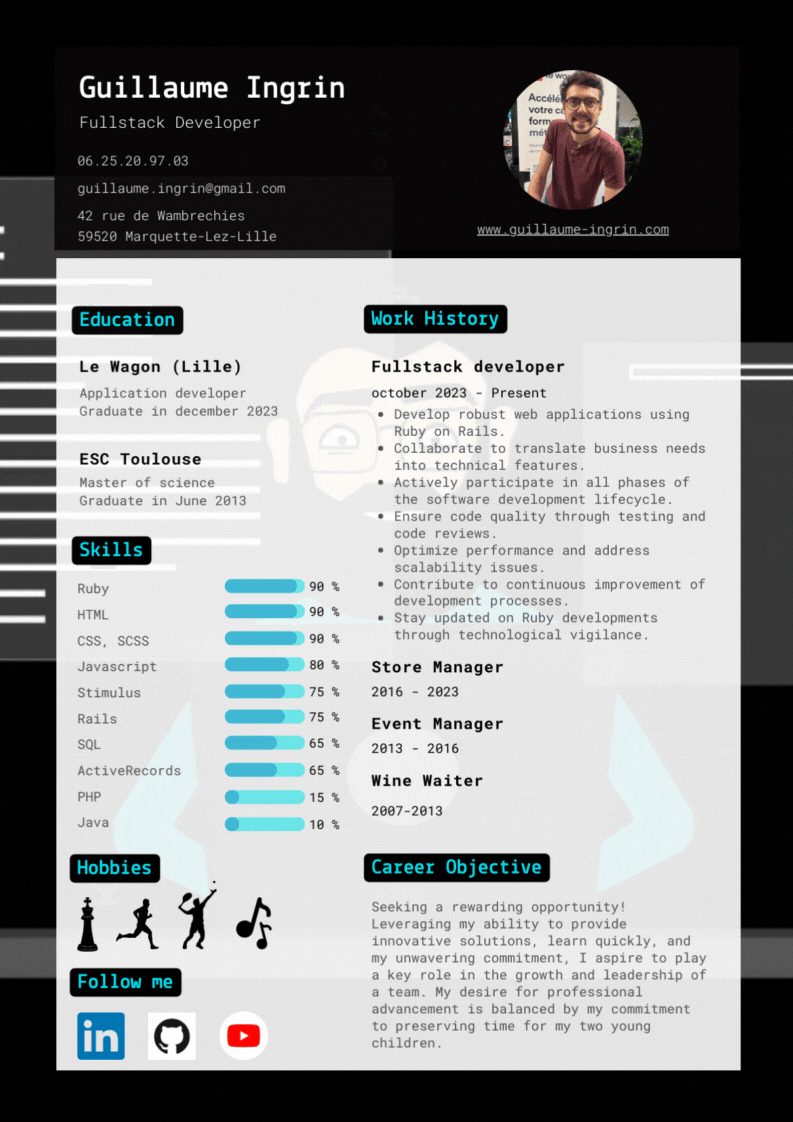 Guillaume Ingrin
Fullstack Developer
06.25.20.97.03
guillaume.ingrin@gmail.com
42 rue de Wambrechies
59520 Marquette-Lez-Lille
www.guillaume-ingrin.com
Education
Le Wagon (Lille)
Application developer
Graduate in december 2023
ESC Toulouse
Master of science
Graduate in June 2013
Skills
Ruby 90 %
HTML 90 %
CSS, SCSS 90 %
Javascript 80 %
Stimulus 75 %
Rails 75 %
SQL 65 %
ActiveRecords 65 %
PHP 15 %
Java 10 %
Hobbies
Follow me
in
Work History
Fullstack developer
october 2023 - Present
• Develop robust web applications using
Ruby on Rails.
• Collaborate to translate business needs
into technical features.
• Actively participate in all phases of
the software development lifecycle.
• Ensure code quality through testing and
code reviews.
• Optimize performance and address
scalability issues.
• Contribute to continuous improvement of
development processes.
• Stay updated on Ruby developments
through technological vigilance.
Store Manager
2016 - 2023
Event Manager
2013 - 2016
Wine Waiter
2007-2013
Career Objective
Seeking a rewarding opportunity!
Leveraging my ability to provide
innovative solutions, learn quickly, and
my unwavering commitment, I aspire to play
a key role in the growth and leadership of
a team. My desire for professional
advancement is balanced by my commitment
to preserving time for my two young
children.